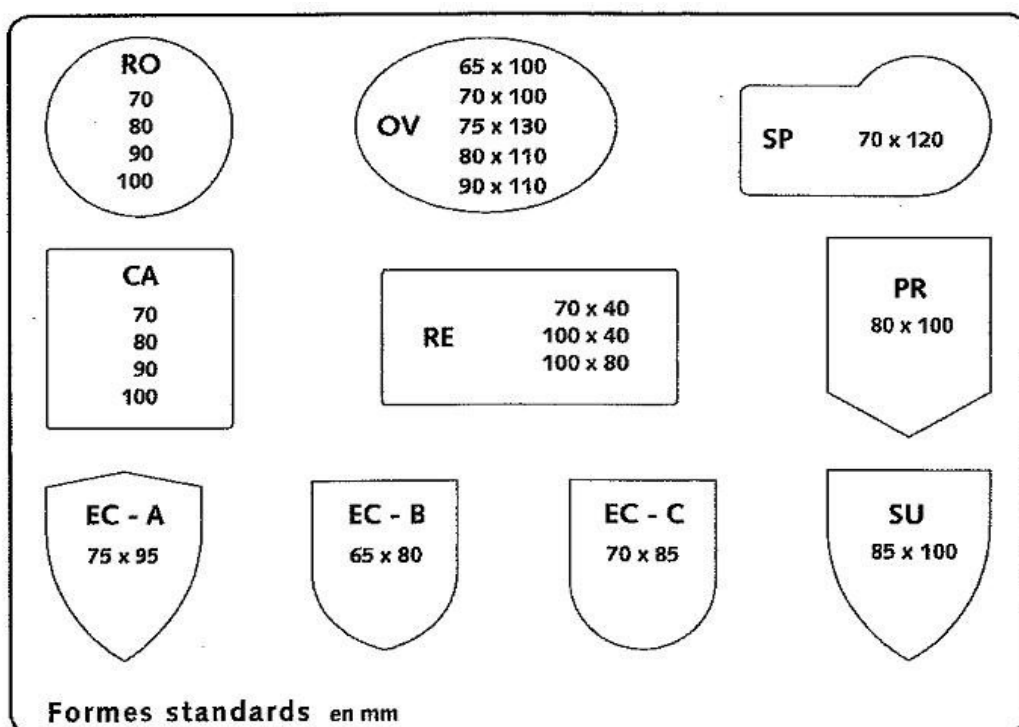 RO
70
80
90
100
OV
65 x 100
70 x 100
75 x 130
80 x 110
90 x 110
SP
70 x 120
CA
70
80
90
100
RE
70 x 40
100 x 40
100 x 80
PR
80 x 100
EC - A
75 x 95
EC - B
65 x 80
EC - C
70 x 85
SU
85 x 100
Formes standards en mm